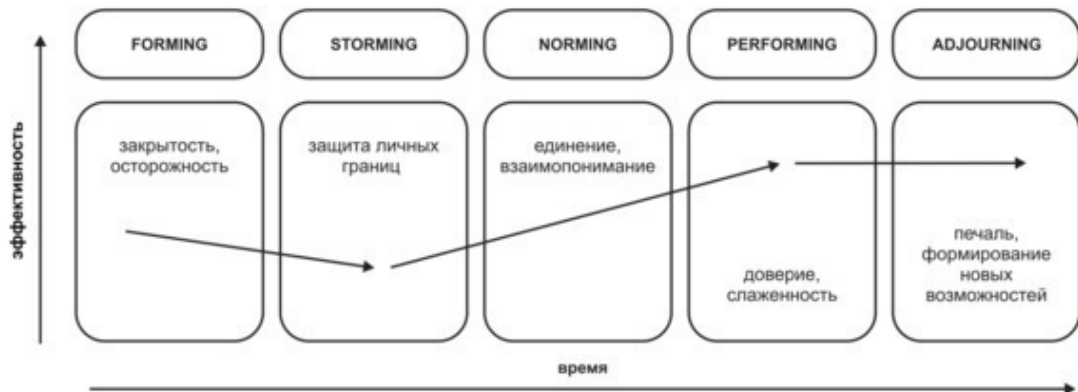 FORMING
STORMING
NORMING
PERFORMING
ADJOURNING
эффективность
закрытость,
осторожность
защита личных
границ
единение,
взаимопонимание
доверие,
слаженность
печаль,
формирование
новых
возможностей
время